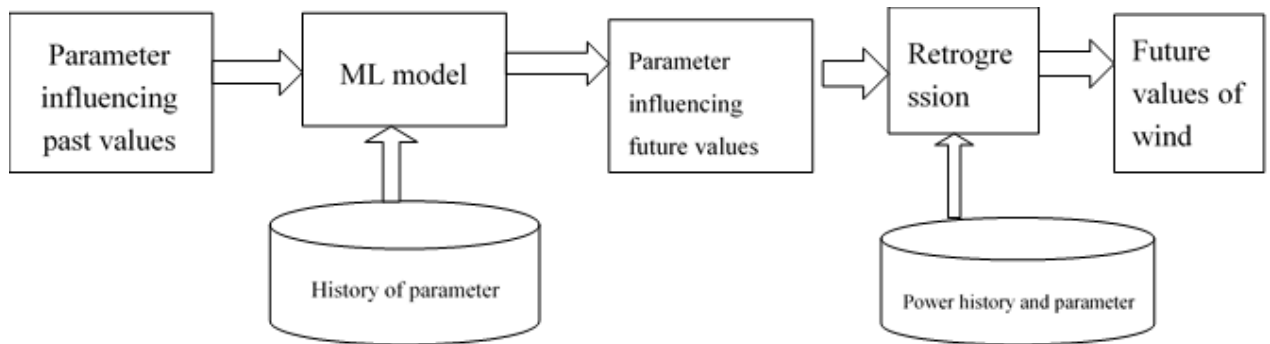 Parameter
influencing
past values
ML model
Parameter
influencing
future values
Retrogre
ssion
Future
values of
wind
History of parameter
Power history and parameter